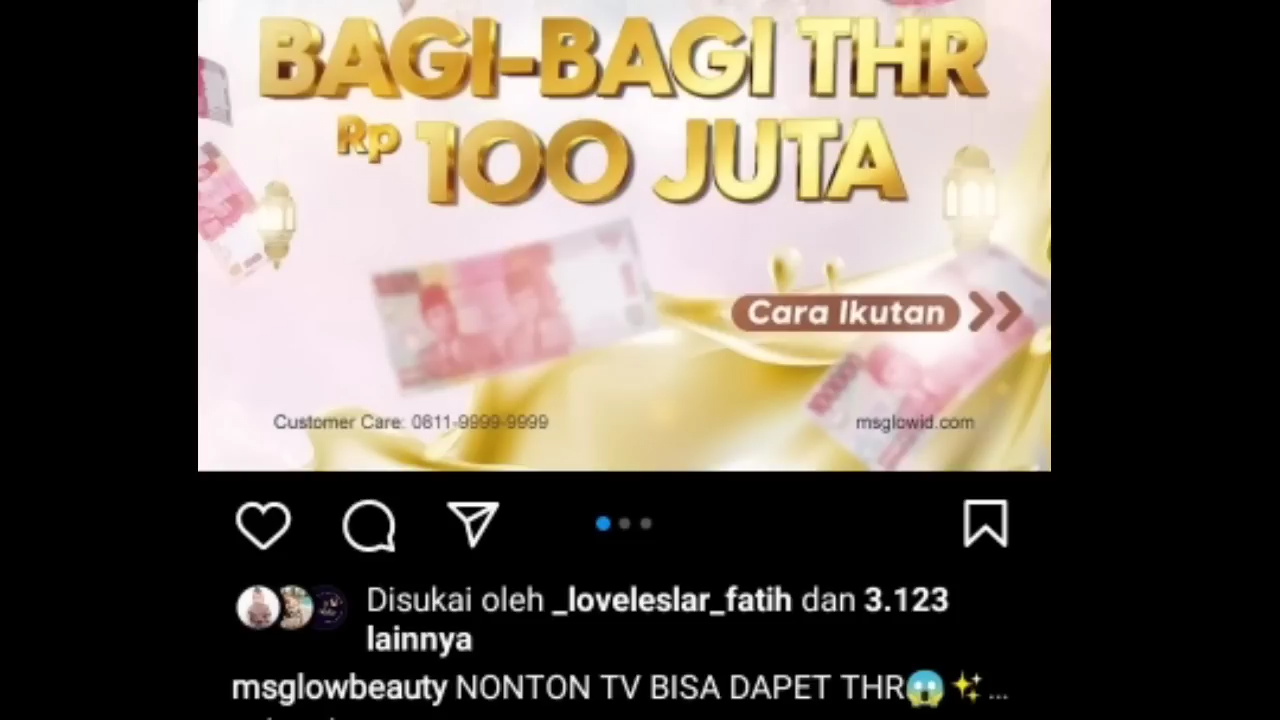 BAGI-BAGI THR
Rp 100 JUTA
Cara Ikutan
Customer Care: 0811-9999-9999
msglowid.com
Disukai oleh _loveleslar_fatih dan 3.123
lainnya
msglowbeauty NONTON TV BISA DAPET THR😱✨...